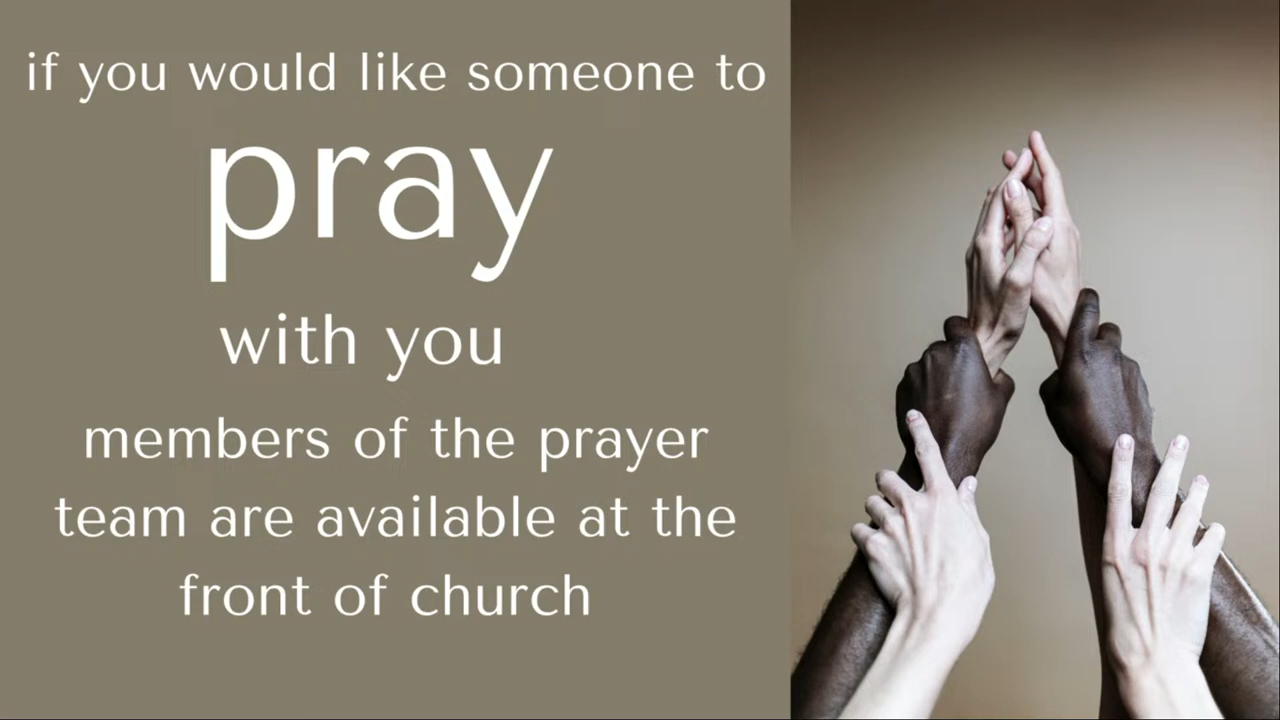 if you would like someone to
pray
with you
members of the prayer
team are available at the
front of church